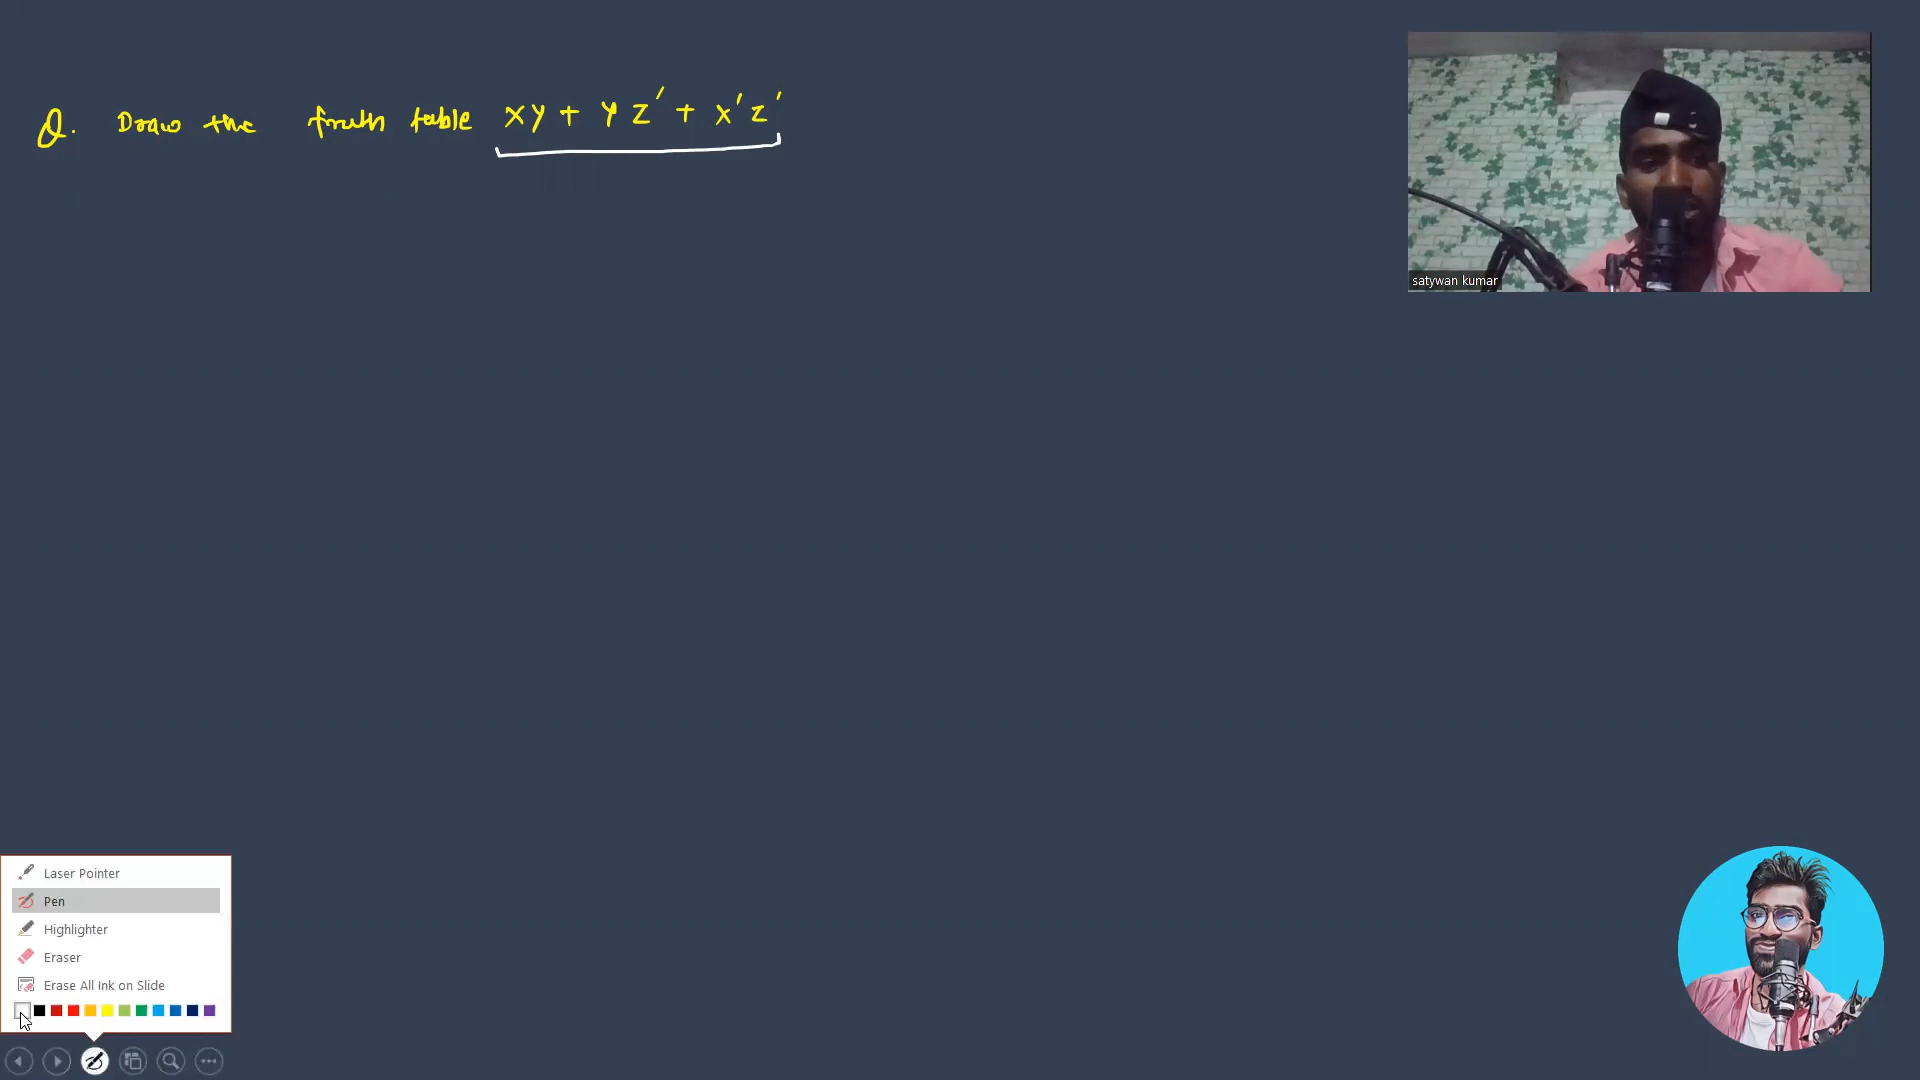 Q. Draw the truth table XY + YZ' + X'Z'
satywan kumar
Laser Pointer
Pen
Highlighter
Eraser
Erase All Ink on Slide